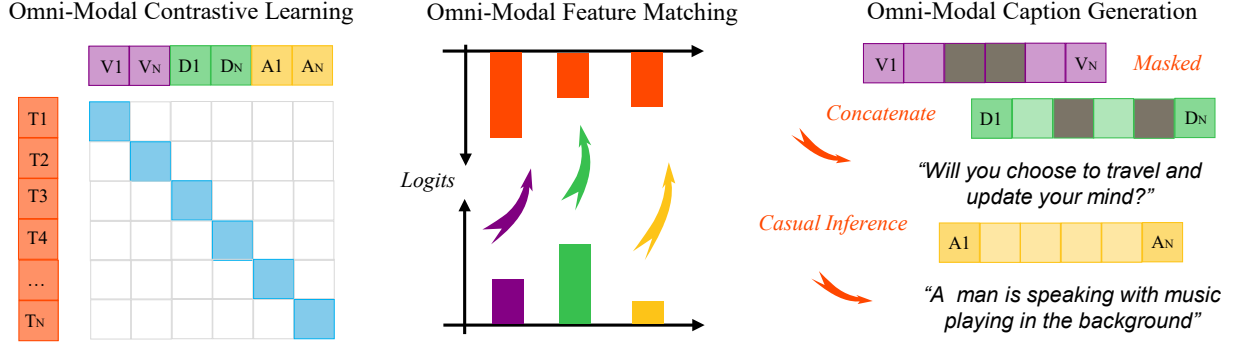 Omni-Modal Contrastive Learning
V1 VN D1 DN A1 AN
T1
T2
T3
T4
...
TN
Omni-Modal Feature Matching
Logits
Omni-Modal Caption Generation
V1 VN Masked
Concatenate D1 DN
“Will you choose to travel and
update your mind?”
Casual Inference A1 AN
“A man is speaking with music
playing in the background”